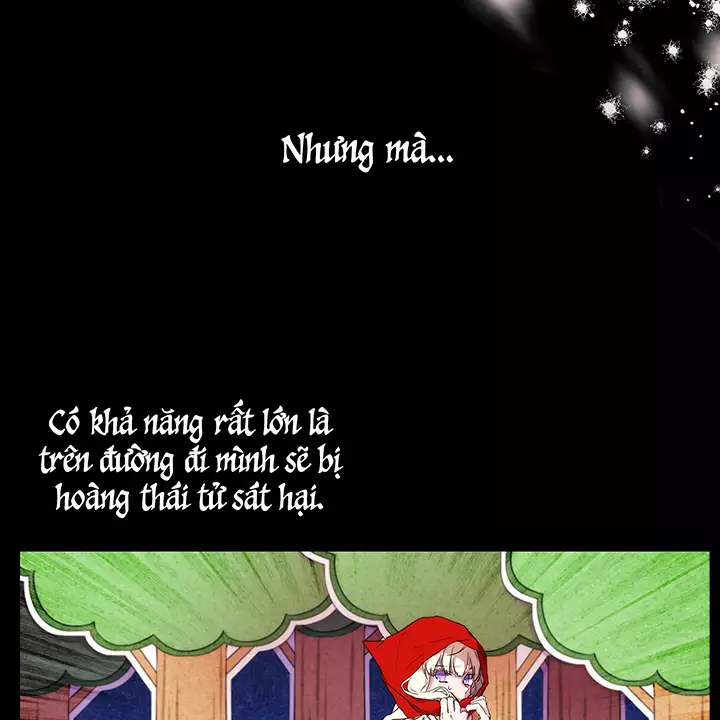 Nhưng mà...
Có khả năng rất lớn là
trên đường đi mình sẽ bị
hoàng thái tử sát hại.